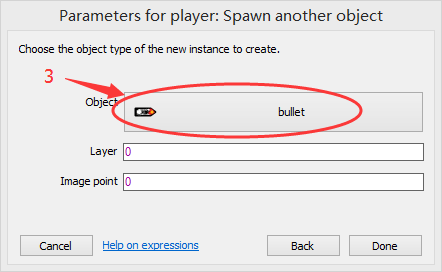 Parameters for player: Spawn another object
Choose the object type of the new instance to create.
3
Object
bullet
Layer 0
Image point 0
Cancel Help on expressions Back Done